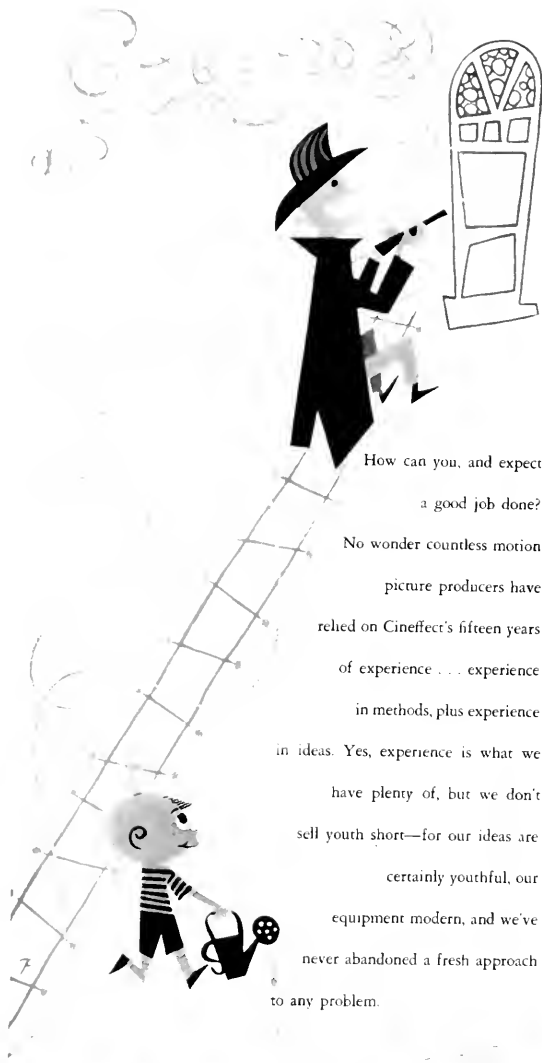 How can you, and expect
a good job done?
No wonder countless motion
picture producers have
relied on Cineffect's fifteen years
of experience . . . experience
in methods, plus experience
in ideas. Yes, experience is what we
have plenty of, but we don't
sell youth short—for our ideas are
certainly youthful, our
equipment modern, and we've
never abandoned a fresh approach
to any problem.